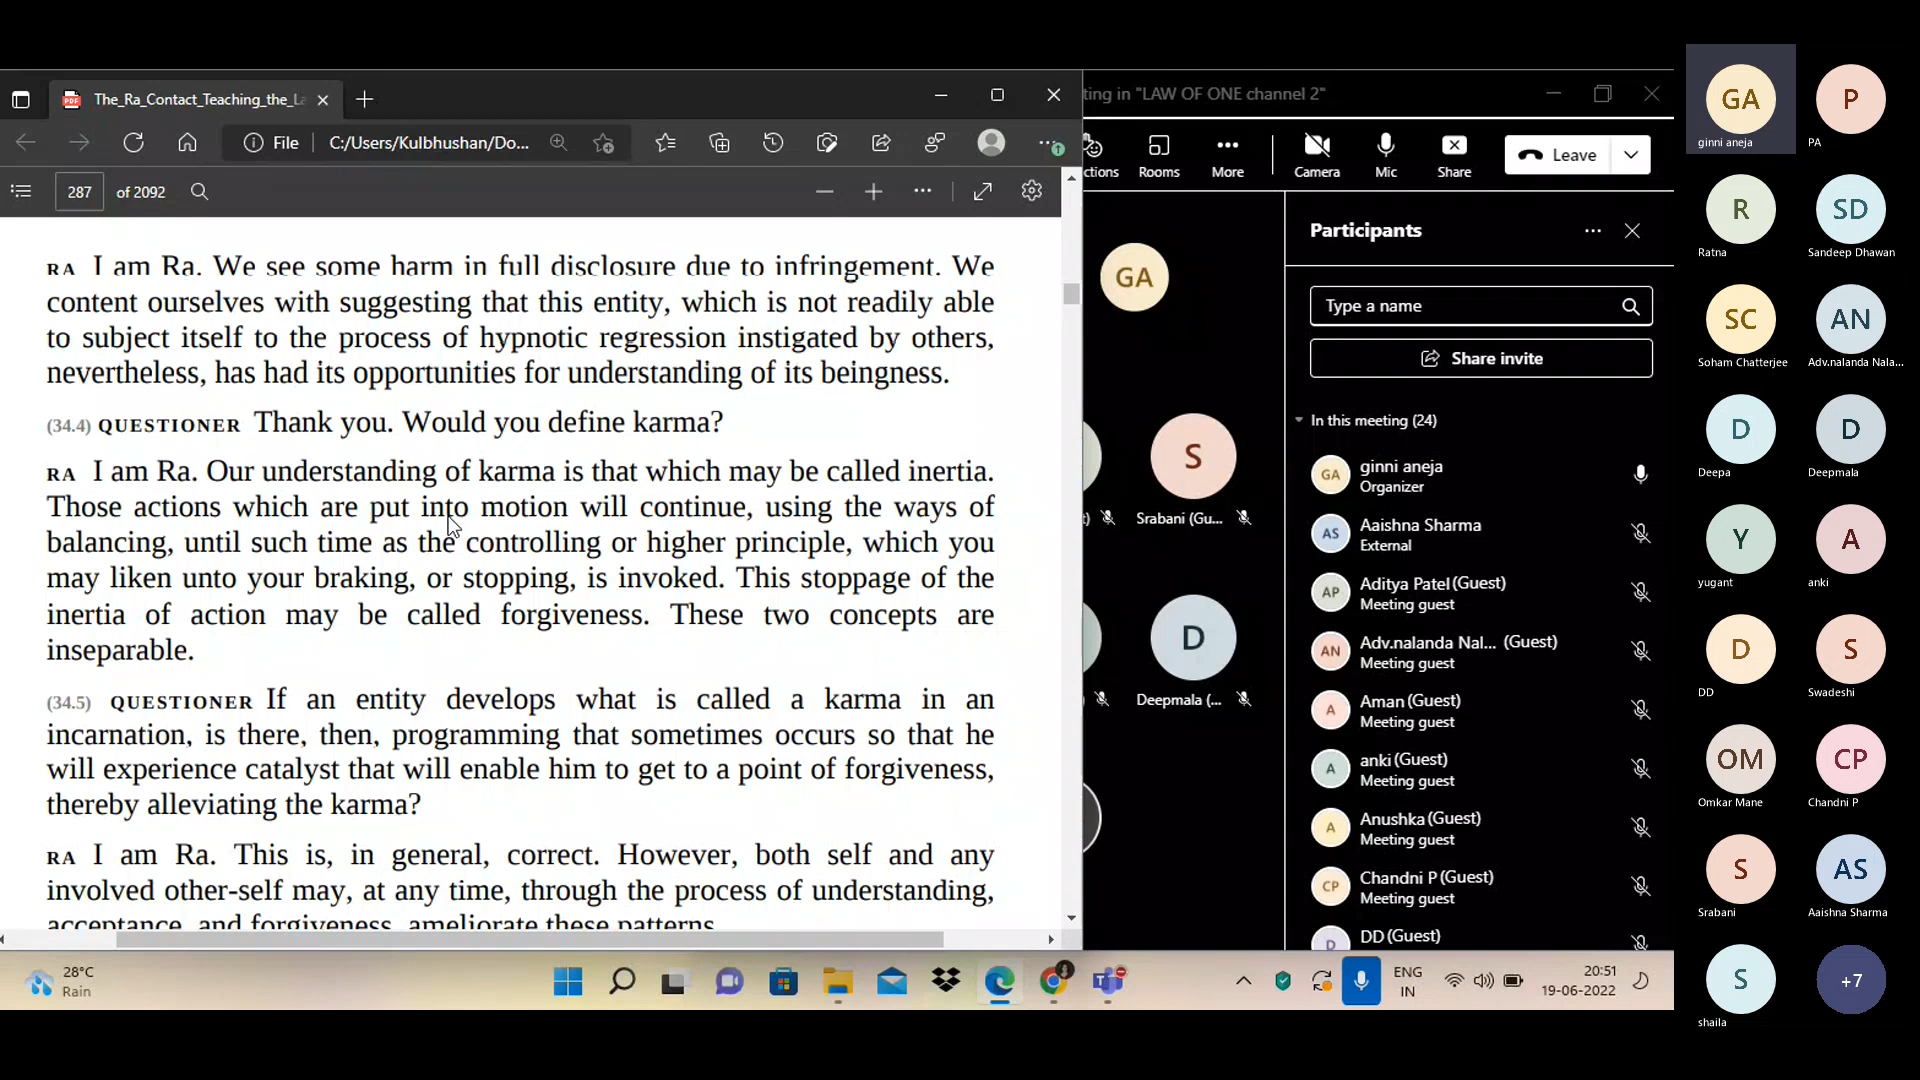 The_Ra_Contact_Teaching_the_La
ting in "LAW OF ONE channel 2"
File
C:/Users/Kulbhushan/Do...
287 of 2092
RA I am Ra. We see some harm in full disclosure due to infringement. We
content ourselves with suggesting that this entity, which is not readily able
to subject itself to the process of hypnotic regression instigated by others,
nevertheless, has had its opportunities for understanding of its beingness.
(34.4) QUESTIONER Thank you. Would you define karma?
RA I am Ra. Our understanding of karma is that which may be called inertia.
Those actions which are put into motion will continue, using the ways of
balancing, until such time as the controlling or higher principle, which you
may liken unto your braking, or stopping, is invoked. This stoppage of the
inertia of action may be called forgiveness. These two concepts are
inseparable.
(34.5) QUESTIONER If an entity develops what is called a karma in an
incarnation, is there, then, programming that sometimes occurs so that he
will experience catalyst that will enable him to get to a point of forgiveness,
thereby alleviating the karma?
RA I am Ra. This is, in general, correct. However, both self and any
involved other-self may, at any time, through the process of understanding,
acceptance, and forgiveness, ameliorate these patterns.
ctions
Rooms
More
Camera
Mic
Share
Leave
GA
S
Srabani (Gu...
D
Deepmala (...
Participants
Type a name
Share invite
In this meeting (24)
GA
ginni aneja
Organizer
AS
Aaishna Sharma
External
AP
Aditya Patel (Guest)
Meeting guest
AN
Adv.nalanda Nal... (Guest)
Meeting guest
A
Aman (Guest)
Meeting guest
A
anki (Guest)
Meeting guest
A
Anushka (Guest)
Meeting guest
CP
Chandni P (Guest)
Meeting guest
D
DD (Guest)
GA
ginni aneja
P
PA
R
Ratna
SD
Sandeep Dhawan
SC
Soham Chatterjee
AN
Adv.nalanda Nala...
D
Deepa
D
Deepmala
Y
yugant
A
anki
D
DD
S
Swadeshi
OM
Omkar Mane
CP
Chandni P
S
Srabani
AS
Aaishna Sharma
S
shaila
+7
28°C
Rain
ENG
IN
20:51
19-06-2022